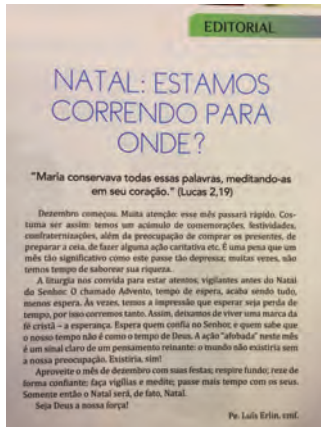 EDITORIAL
NATAL: ESTAMOS
CORRENDO PARA
ONDE?
"Maria conservava todas essas palavras, meditando-as
em seu coração." (Lucas 2,19)
Dezembro começou. Muita atenção: esse mês passará rápido. Cos-
tuma ser assim: temos um acúmulo de comemorações, festividades,
confraternizações, além da preocupação de comprar os presentes, de
preparar a ceia, de fazer alguma ação caritativa etc. É uma pena que um
mês tão significativo como este passe tão depressa; muitas vezes, não
temos tempo de saborear sua riqueza.
A liturgia nos convida para estar atentos, vigilantes antes do Natal
do Senhor. O chamado Advento, tempo de espera, acaba sendo tudo,
menos espera. Às vezes, temos a impressão que esperar seja perda de
tempo, por isso corremos tanto. Assim, deixamos de viver uma marca da
fé cristã – a esperança. Espera quem confia no Senhor, e quem sabe que
o nosso tempo não é como o tempo de Deus. A ação "afobada" neste mês
é um sinal claro de um pensamento reinante: o mundo não existiria sem
a nossa preocupação. Existiria, sim!
Aproveite o mês de dezembro com suas festas; respire fundo; reze de
forma confiante; faça vigílias e medite; passe mais tempo com os seus.
Somente então o Natal será, de fato, Natal.
Seja Deus a nossa força!
Pe. Luís Erlin, cmf.